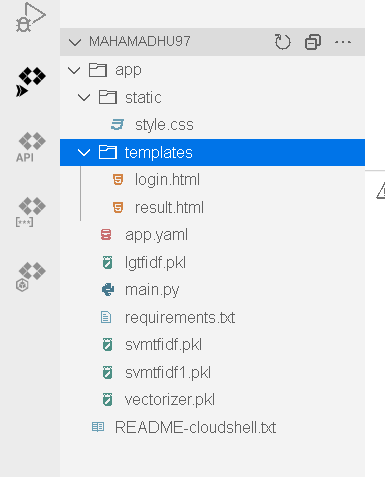 MAHAMADHU97
app
static
style.css
templates
login.html
result.html
app.yaml
lgtfidf.pkl
main.py
requirements.txt
svmtfidf.pkl
svmtfidf1.pkl
vectorizer.pkl
README-cloudshell.txt
API
[***]